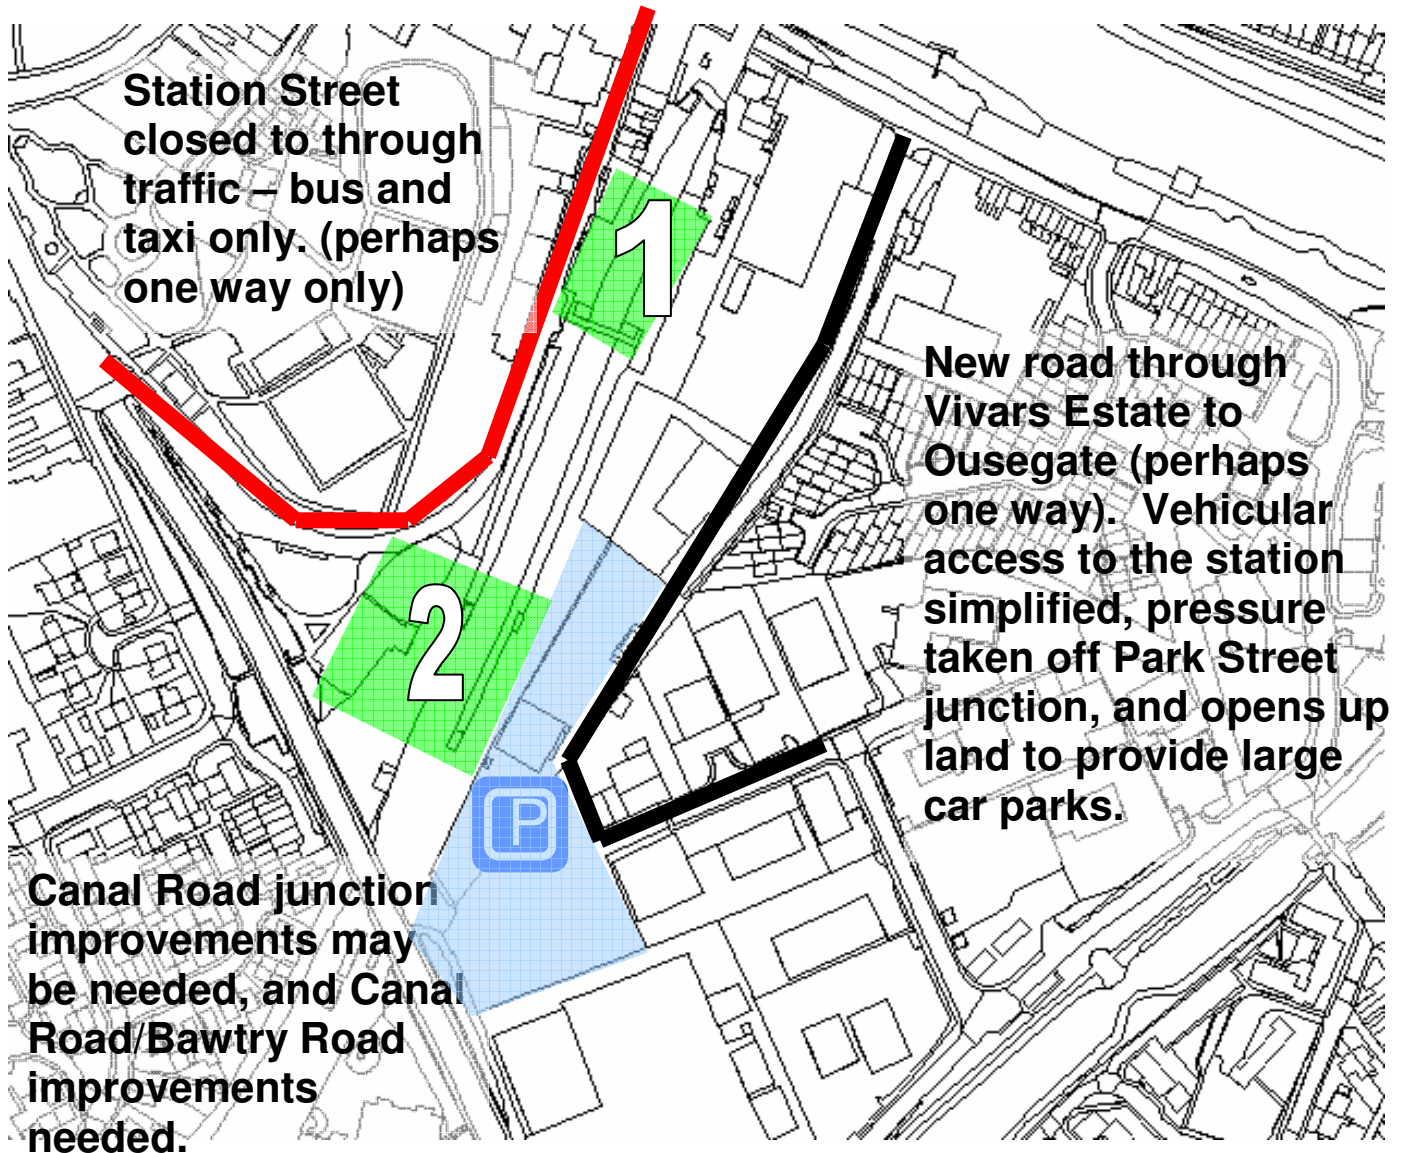 Station Street
closed to through
traffic – bus and
taxi only. (perhaps
one way only)
1
New road through
Vivars Estate to
Ousegate (perhaps
one way).  Vehicular
access to the station
simplified, pressure
taken off Park Street
junction, and opens up
land to provide large
car parks.
2
P
Canal Road junction
improvements may
be needed, and Canal
Road/Bawtry Road
improvements
needed.